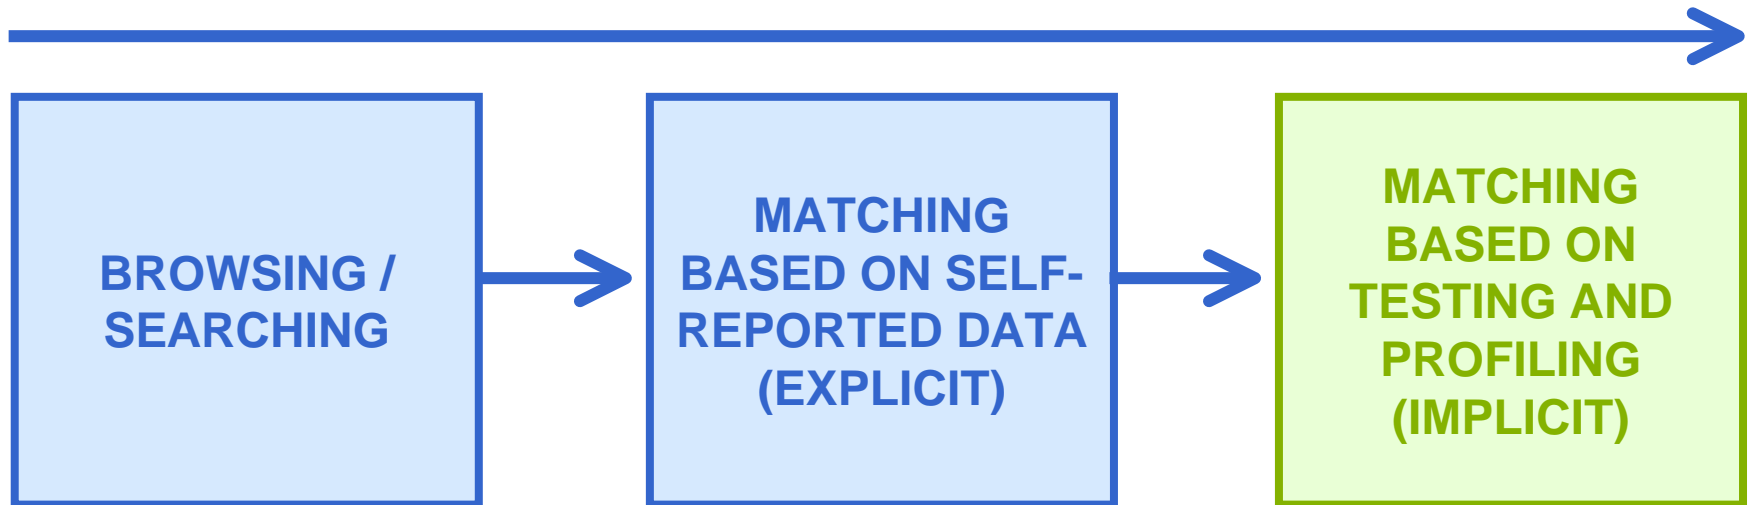 BROWSING /
SEARCHING
MATCHING
BASED ON SELF-
REPORTED DATA
(EXPLICIT)
MATCHING
BASED ON
TESTING AND
PROFILING
(IMPLICIT)